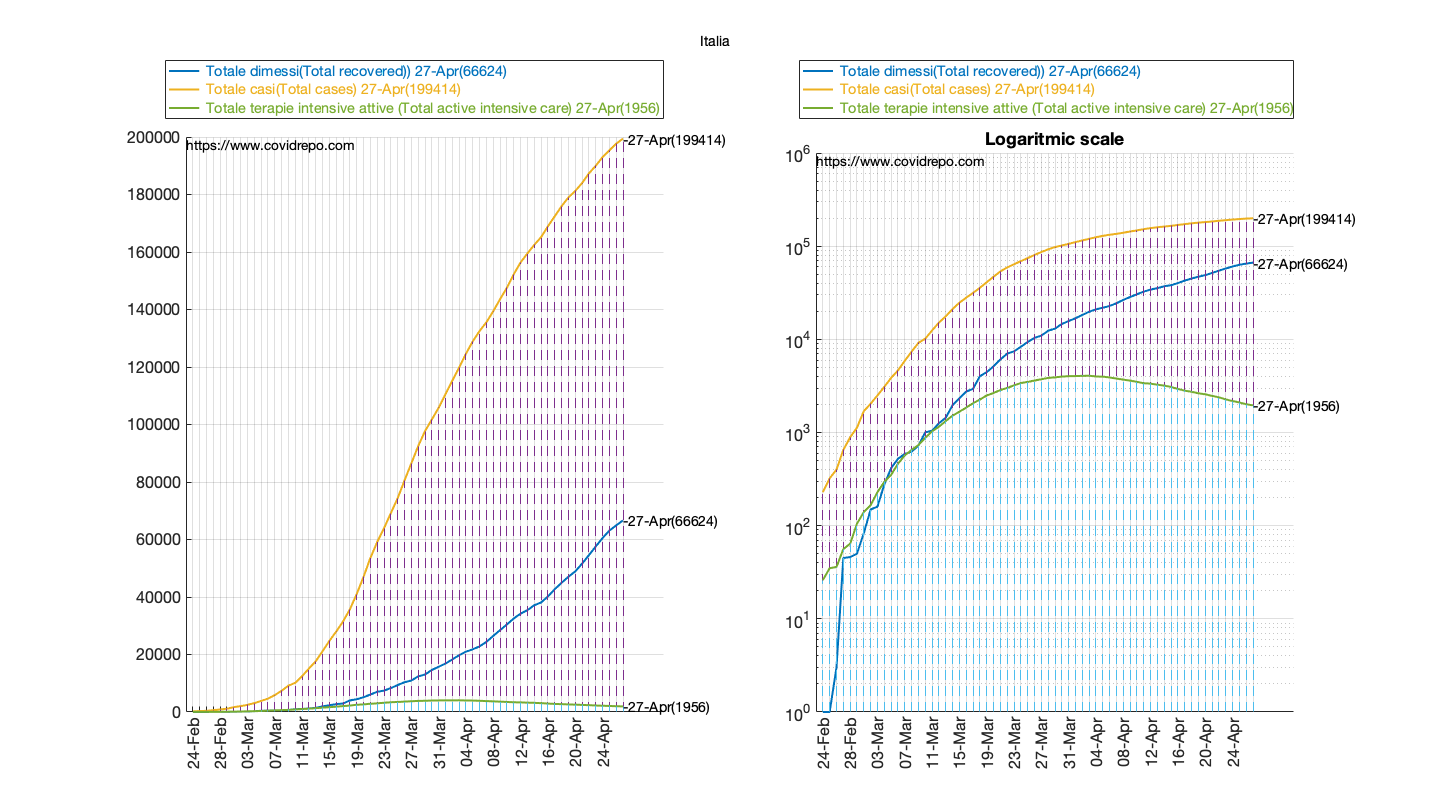 Italia
Totale dimessi(Total recovered)) 27-Apr(66624)
Totale casi(Total cases) 27-Apr(199414)
Totale terapie intensive attive (Total active intensive care) 27-Apr(1956)
https://www.covidrepo.com
200000
180000
160000
140000
120000
100000
80000
60000
40000
20000
0
-27-Apr(199414)
-27-Apr(66624)
-27-Apr(1956)
24-Feb
28-Feb
03-Mar
07-Mar
11-Mar
15-Mar
19-Mar
23-Mar
27-Mar
31-Mar
04-Apr
08-Apr
12-Apr
16-Apr
20-Apr
24-Apr
Totale dimessi(Total recovered)) 27-Apr(66624)
Totale casi(Total cases) 27-Apr(199414)
Totale terapie intensive attive (Total active intensive care) 27-Apr(1956)
Logaritmic scale
https://www.covidrepo.com
10^6
10^5
10^4
10^3
10^2
10^1
10^0
-27-Apr(199414)
-27-Apr(66624)
-27-Apr(1956)
24-Feb
28-Feb
03-Mar
07-Mar
11-Mar
15-Mar
19-Mar
23-Mar
27-Mar
31-Mar
04-Apr
08-Apr
12-Apr
16-Apr
20-Apr
24-Apr